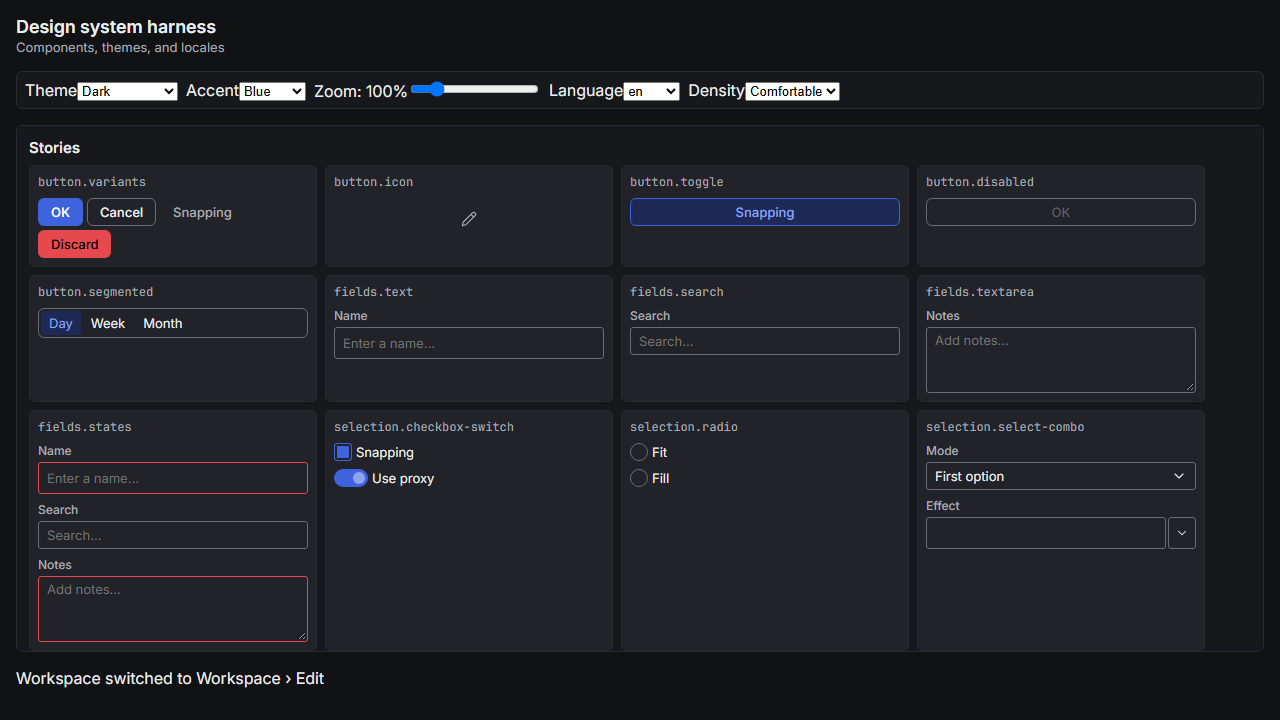 Design system harness
Components, themes, and locales
Theme Dark Accent Blue Zoom: 100% Language en Density Comfortable
Stories
button.variants
OK Cancel Snapping
Discard
button.icon
button.toggle
Snapping
button.disabled
OK
button.segmented
Day Week Month
fields.text
Name
Enter a name...
fields.search
Search
Search...
fields.textarea
Notes
Add notes...
fields.states
Name
Enter a name...
Search
Search...
Notes
Add notes...
selection.checkbox-switch
Snapping
Use proxy
selection.radio
Fit
Fill
selection.select-combo
Mode
First option
Effect
Workspace switched to Workspace › Edit